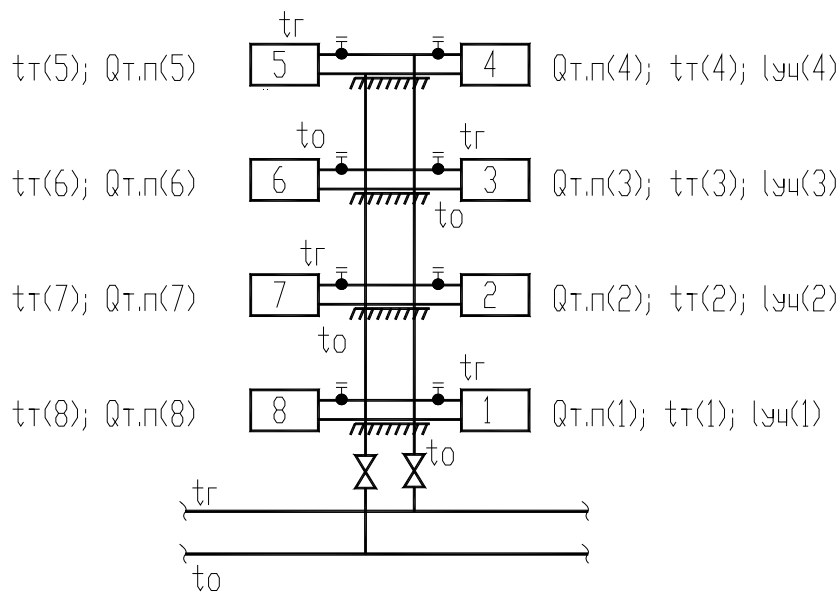 tг
tт(5); Qт.п(5) 5 4 Qт.п(4); tт(4); lуч(4)
tо tг
tт(6); Qт.п(6) 6 3 Qт.п(3); tт(3); lуч(3)
tо
tг
tт(7); Qт.п(7) 7 2 Qт.п(2); tт(2); lуч(2)
tо
tг
tт(8); Qт.п(8) 8 1 Qт.п(1); tт(1); lуч(1)
tо
tг
tо